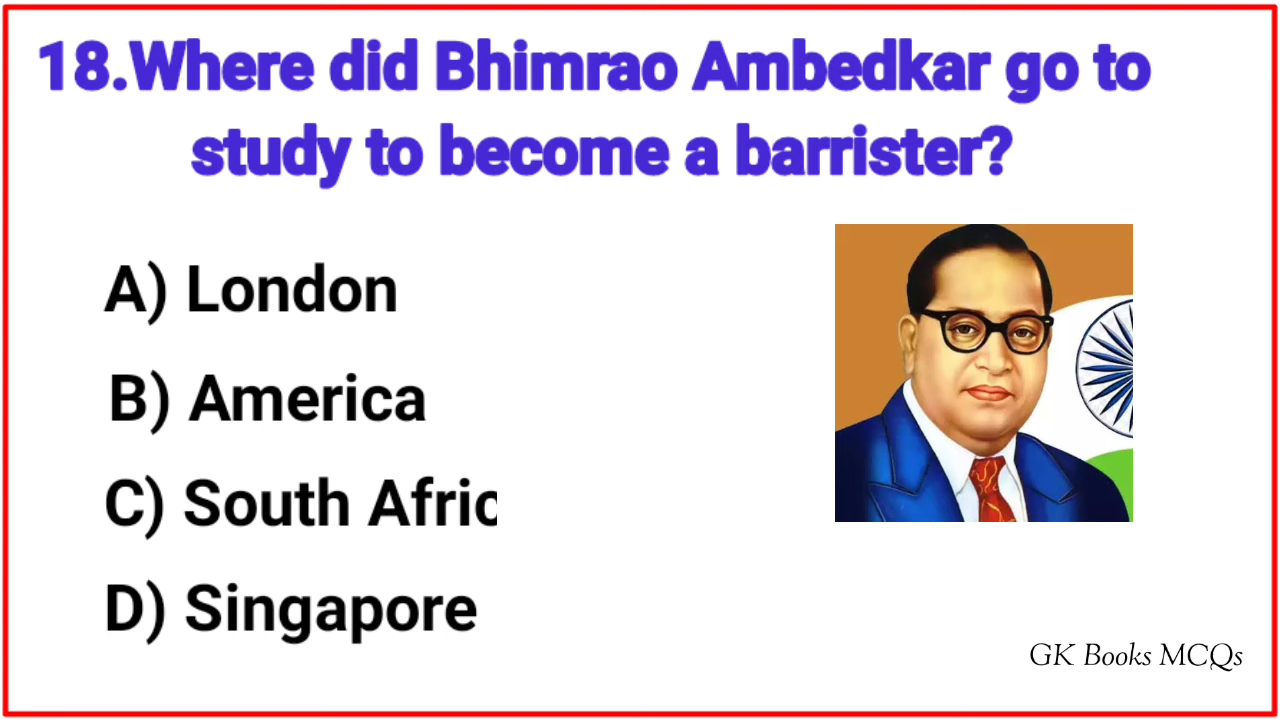 18.Where did Bhimrao Ambedkar go to
study to become a barrister?
A) London
B) America
C) South Afric
D) Singapore
GK Books MCQs